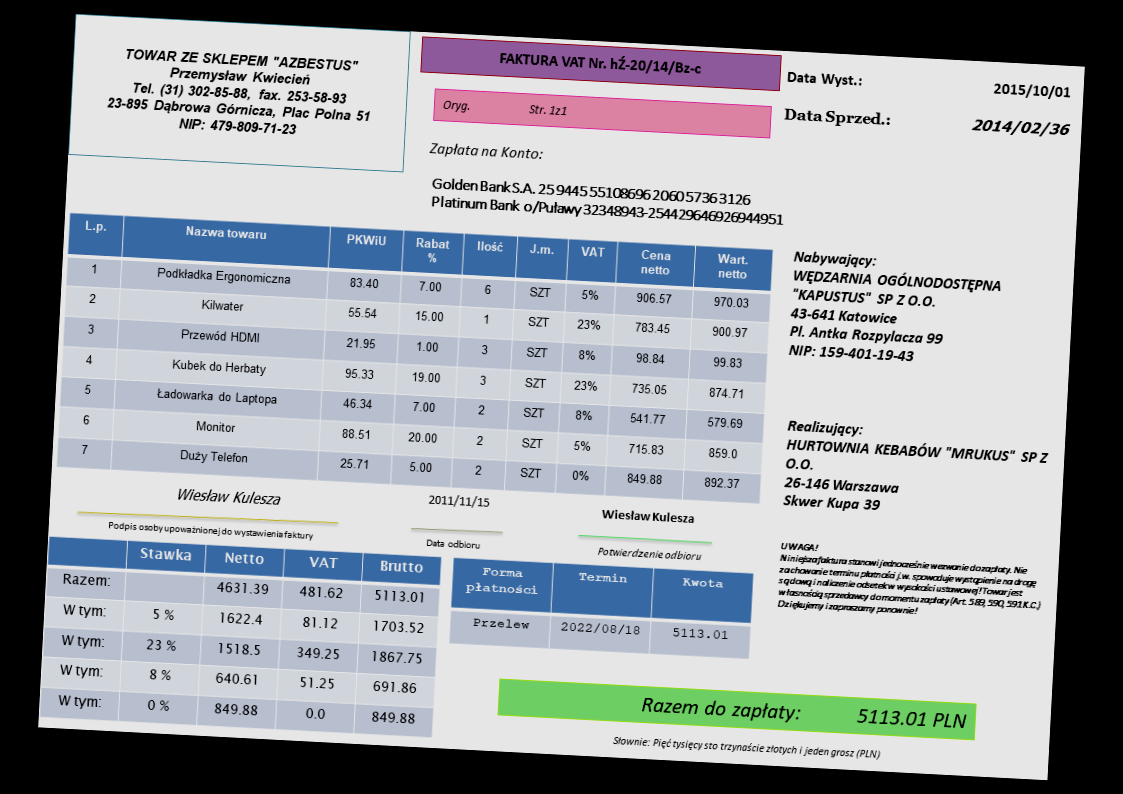 TOWAR ZE SKLEPEM "AZBESTUS"
Przemysław Kwiecień
Tel. (31) 302-85-88, fax. 253-58-93
23-895 Dąbrowa Górnicza, Plac Polna 51
NIP: 479-809-71-23
FAKTURA VAT Nr. hŹ-20/14/Bz-c
Oryg. Str. 1z1
Data Wyst.: 2015/10/01
Data Sprzed.: 2014/02/36
Zapłata na Konto:
Golden Bank S.A. 25 9445 5510 8696 2060 5736 3126
Platinum Bank o/Puławy 32348943-254429646926944951
L.p. Nazwa towaru PKWiU Rabat % Ilość J.m. VAT Cena netto Wart. netto
1 Podkładka Ergonomiczna 83.40 7.00 6 SZT 5% 906.57 970.03
2 Kilwater 55.54 15.00 1 SZT 23% 783.45 900.97
3 Przewód HDMI 21.95 1.00 3 SZT 8% 98.84 99.83
4 Kubek do Herbaty 95.33 19.00 3 SZT 23% 735.05 874.71
5 Ładowarka do Laptopa 46.34 7.00 2 SZT 8% 541.77 579.69
6 Monitor 88.51 20.00 2 SZT 5% 715.83 859.0
7 Duży Telefon 25.71 5.00 2 SZT 0% 849.88 892.37
Nabywający:
WĘDZARNIA OGÓLNODOSTĘPNA
"KAPUSTUS" SP Z O.O.
43-641 Katowice
Pl. Antka Rozpylacza 99
NIP: 159-401-19-43
Realizujący:
HURTOWNIA KEBABÓW "MRUKUS" SP Z
O.O.
26-146 Warszawa
Skwer Kupa 39
Wiesław Kulesza
Podpis osoby upoważnionej do wystawienia faktury
2011/11/15
Data odbioru
Wiesław Kulesza
Potwierdzenie odbioru
UWAGA!
Niniejsza faktura stanowi jednocześnie wezwanie do zapłaty. Nie
zachowanie terminu płatności j.w. spowoduje wystąpienie na drogę
sądową i naliczenie odsetek w wysokości ustawowej! Towar jest
własnością sprzedawcy do momentu zapłaty (Art. 589, 590, 591 K.C.)
Dziękujemy i zapraszamy ponownie!
Stawka Netto VAT Brutto
Razem: 4631.39 481.62 5113.01
W tym: 5 % 1622.4 81.12 1703.52
W tym: 23 % 1518.5 349.25 1867.75
W tym: 8 % 640.61 51.25 691.86
W tym: 0 % 849.88 0.0 849.88
Forma płatności Termin Kwota
Przelew 2022/08/18 5113.01
Razem do zapłaty: 5113.01 PLN
Słownie: Pięć tysięcy sto trzynaście złotych i jeden grosz (PLN)